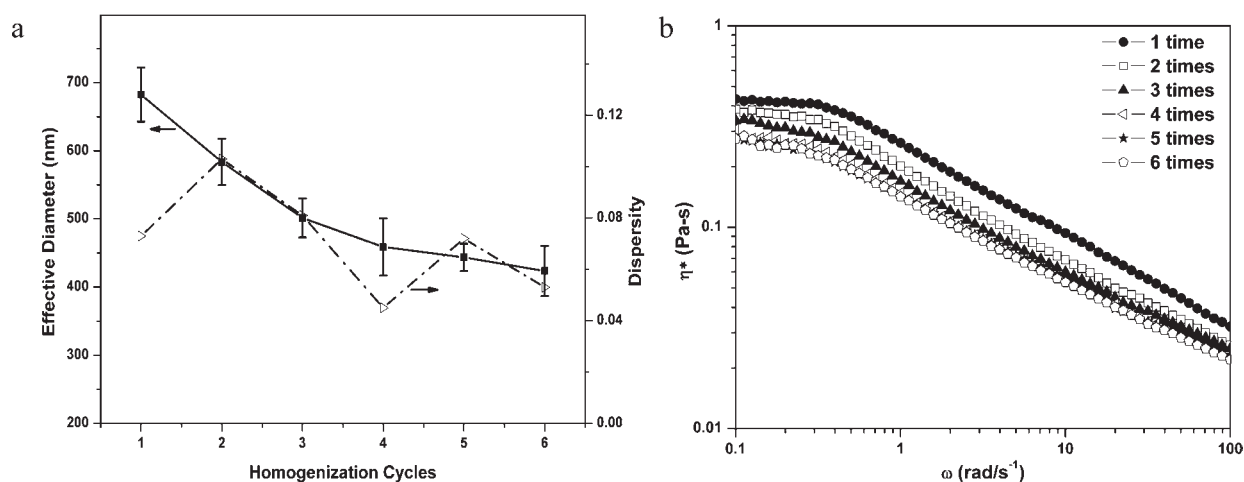 a
700
600
500
400
300
200
Effective Diameter (nm)
1 2 3 4 5 6
Homogenization Cycles
0.12
0.08
0.04
0.00
Dispersity
b
1
0.1
0.01
η* (Pa-s)
0.1 1 10 100
ω (rad/s⁻¹)
1 time
2 times
3 times
4 times
5 times
6 times